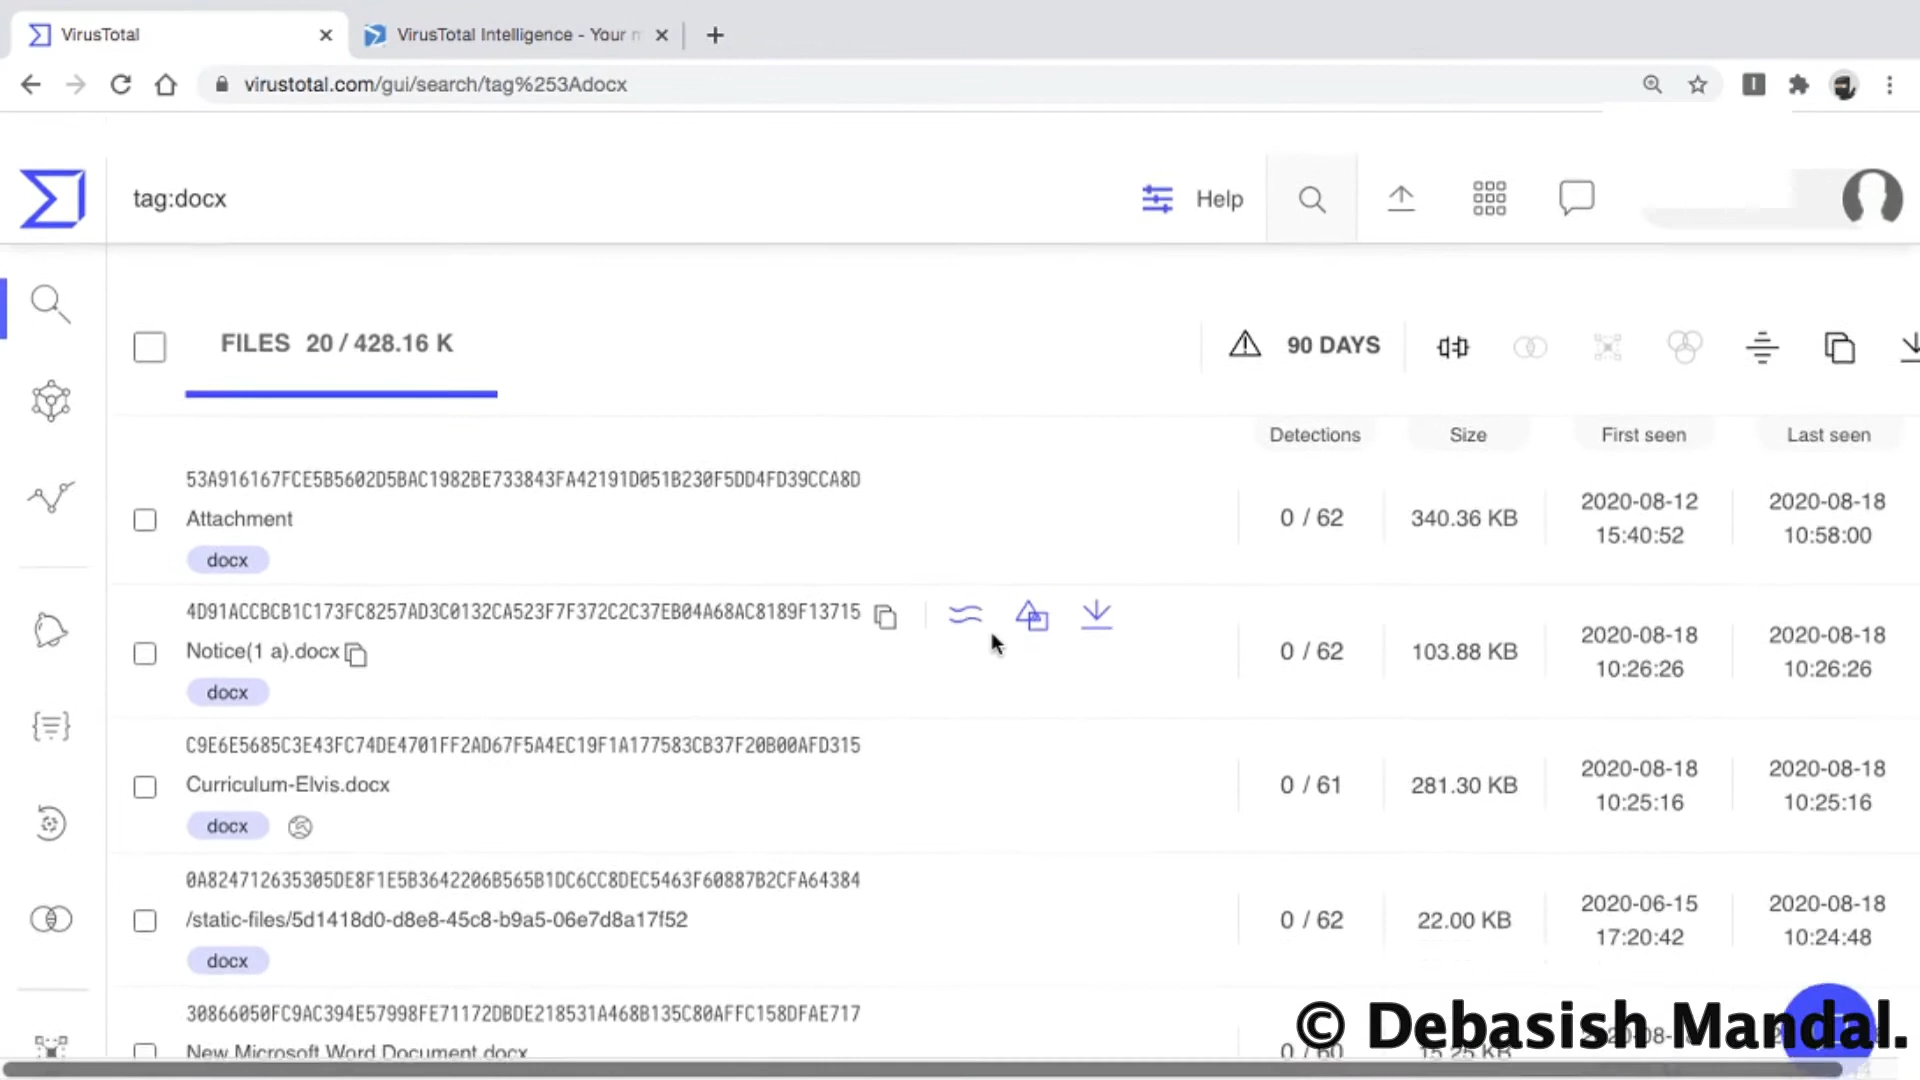 VirusTotal
VirusTotal Intelligence - Your m
virustotal.com/gui/search/tag%253Adocx
tag:docx
Help
FILES 20 / 428.16 K
90 DAYS
Detections Size First seen Last seen
53A916167FCE5B5602D5BAC1982BE733843FA42191D051B230F5DD4FD39CCA8D
Attachment
docx
0 / 62
340.36 KB
2020-08-12
15:40:52
2020-08-18
10:58:00
4D91ACCBCB1C173FC8257AD3C0132CA523F7F372C2C37EB04A68AC8189F13715
Notice(1 a).docx
docx
0 / 62
103.88 KB
2020-08-18
10:26:26
2020-08-18
10:26:26
C9E6E5685C3E43FC74DE4701FF2AD67F5A4EC19F1A177583CB37F20B00AFD315
Curriculum-Elvis.docx
docx
0 / 61
281.30 KB
2020-08-18
10:25:16
2020-08-18
10:25:16
0A824712635305DE8F1E5B3642206B565B1DC6CC8DEC5463F60887B2CFA64384
/static-files/5d1418d0-d8e8-45c8-b9a5-06e7d8a17f52
docx
0 / 62
22.00 KB
2020-06-15
17:20:42
2020-08-18
10:24:48
30866050FC9AC394E57998FE71172DBDE218531A468B135C80AFFC158DFAE717
New Microsoft Word Document.docx
0 / 60
15.25 KB
© Debasish Mandal.